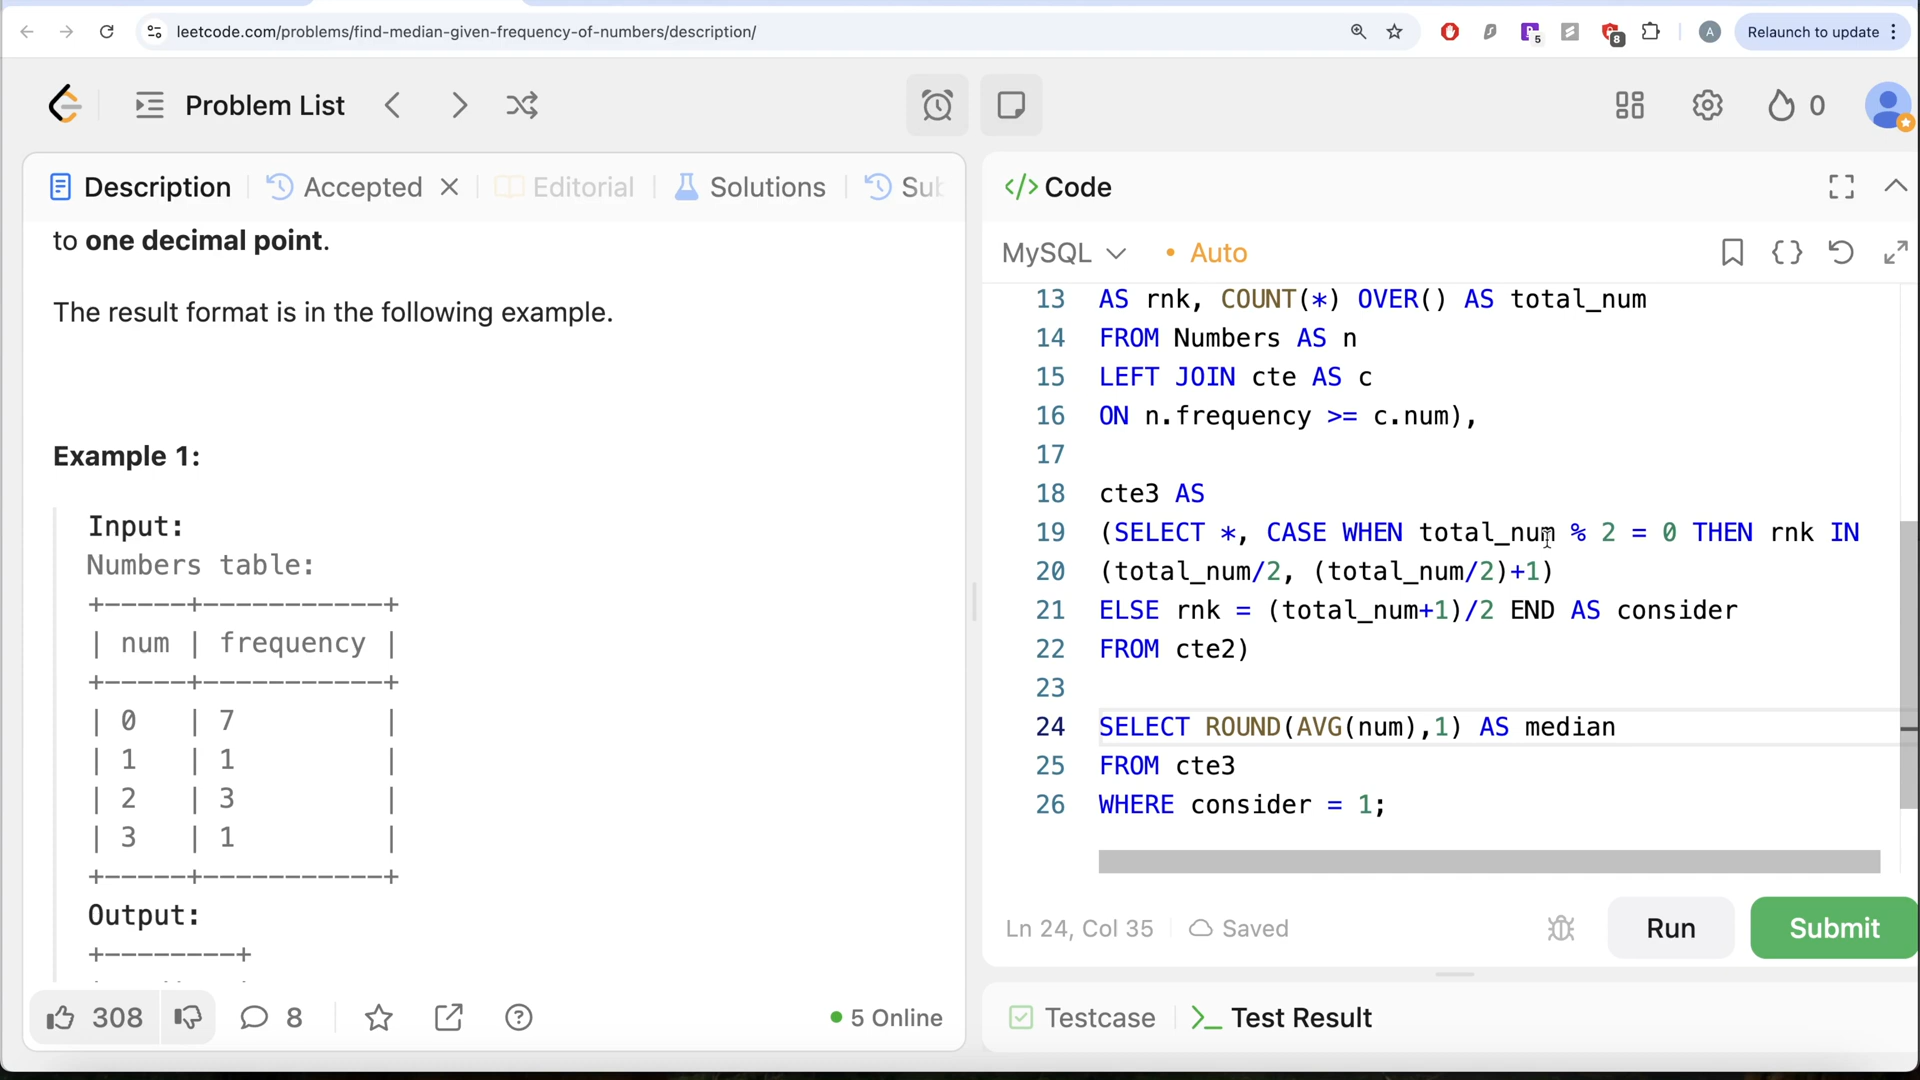 leetcode.com/problems/find-median-given-frequency-of-numbers/description/
5
8
A
Relaunch to update
Problem List
0
Description
Accepted
Editorial
Solutions
Sub
Code
to one decimal point.
The result format is in the following example.
Example 1:
Input:
Numbers table:
+-----+-----------+
| num | frequency |
+-----+-----------+
| 0 | 7 |
| 1 | 1 |
| 2 | 3 |
| 3 | 1 |
+-----+-----------+
Output:
+--------+
308
8
5 Online
MySQL
Auto
13 AS rnk, COUNT(*) OVER() AS total_num
14 FROM Numbers AS n
15 LEFT JOIN cte AS c
16 ON n.frequency >= c.num),
17
18 cte3 AS
19 (SELECT *, CASE WHEN total_num % 2 = 0 THEN rnk IN
20 (total_num/2, (total_num/2)+1)
21 ELSE rnk = (total_num+1)/2 END AS consider
22 FROM cte2)
23
24 SELECT ROUND(AVG(num),1) AS median
25 FROM cte3
26 WHERE consider = 1;
Ln 24, Col 35
Saved
Run
Submit
Testcase
Test Result